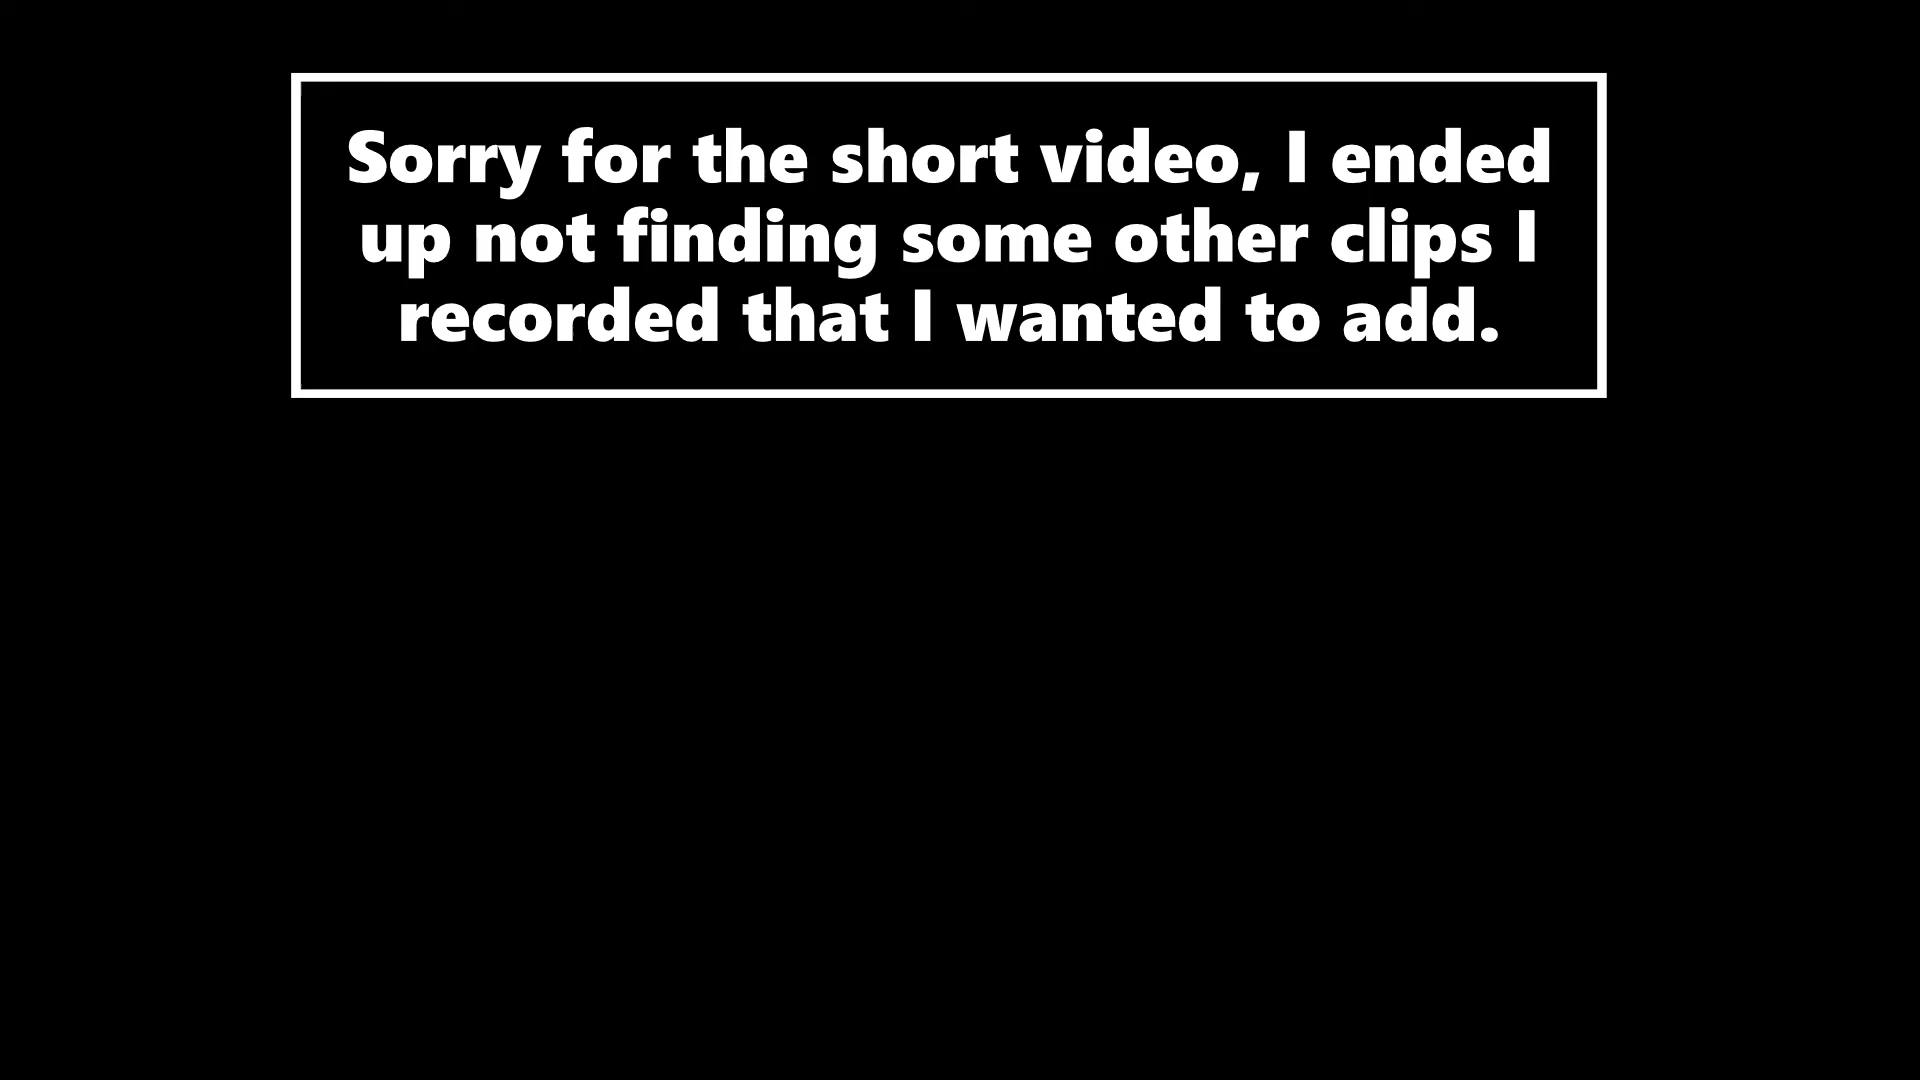 Sorry for the short video, I ended
up not finding some other clips I
recorded that I wanted to add.